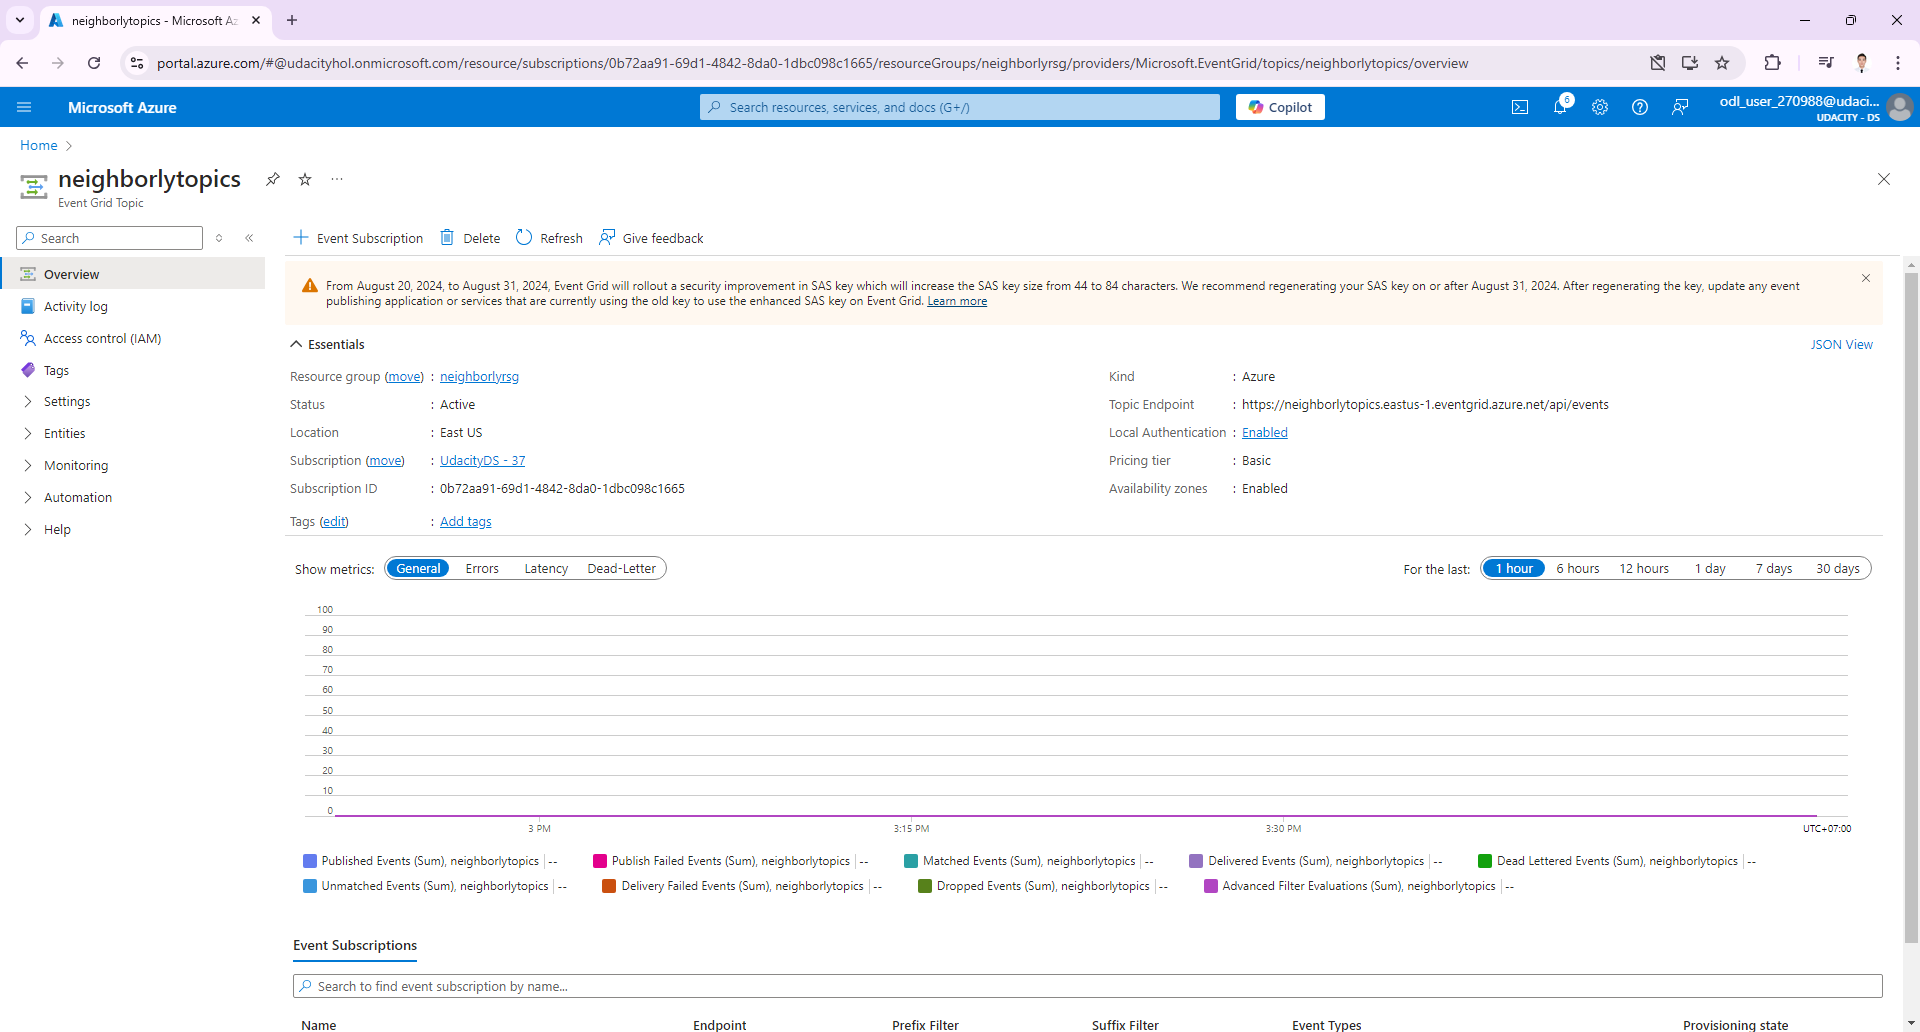 neighborlytopics - Microsoft Az
portal.azure.com/#@udacityhol.onmicrosoft.com/resource/subscriptions/0b72aa91-69d1-4842-8da0-1dbc098c1665/resourceGroups/neighborlyrsg/providers/Microsoft.EventGrid/topics/neighborlytopics/overview
Microsoft Azure
Search resources, services, and docs (G+/)
Copilot
6
odl_user_270988@udaci...
UDACITY - DS
Home
neighborlytopics
Event Grid Topic
Search
Event Subscription
Delete
Refresh
Give feedback
Overview
Activity log
Access control (IAM)
Tags
Settings
Entities
Monitoring
Automation
Help
From August 20, 2024, to August 31, 2024, Event Grid will rollout a security improvement in SAS key which will increase the SAS key size from 44 to 84 characters. We recommend regenerating your SAS key on or after August 31, 2024. After regenerating the key, update any event
publishing application or services that are currently using the old key to use the enhanced SAS key on Event Grid. Learn more
Essentials
JSON View
Resource group (move) : neighborlyrsg
Status : Active
Location : East US
Subscription (move) : UdacityDS - 37
Subscription ID : 0b72aa91-69d1-4842-8da0-1dbc098c1665
Tags (edit) : Add tags
Kind : Azure
Topic Endpoint : https://neighborlytopics.eastus-1.eventgrid.azure.net/api/events
Local Authentication : Enabled
Pricing tier : Basic
Availability zones : Enabled
Show metrics: General Errors Latency Dead-Letter
For the last: 1 hour 6 hours 12 hours 1 day 7 days 30 days
100
90
80
70
60
50
40
30
20
10
0
3 PM 3:15 PM 3:30 PM UTC+07:00
Published Events (Sum), neighborlytopics | --
Publish Failed Events (Sum), neighborlytopics | --
Matched Events (Sum), neighborlytopics | --
Delivered Events (Sum), neighborlytopics | --
Dead Lettered Events (Sum), neighborlytopics | --
Unmatched Events (Sum), neighborlytopics | --
Delivery Failed Events (Sum), neighborlytopics | --
Dropped Events (Sum), neighborlytopics | --
Advanced Filter Evaluations (Sum), neighborlytopics | --
Event Subscriptions
Search to find event subscription by name...
Name Endpoint Prefix Filter Suffix Filter Event Types Provisioning state